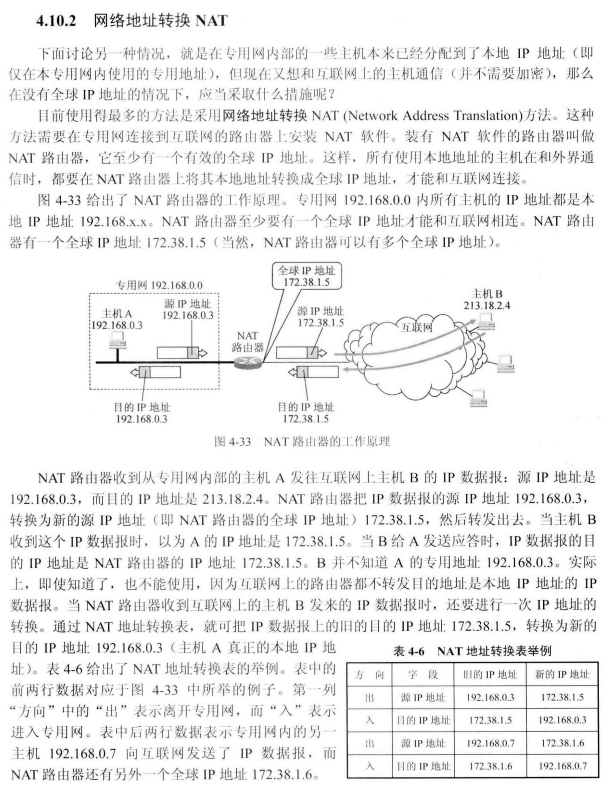 4.10.2 网络地址转换 NAT
下面讨论另一种情况，就是在专用网内部的一些主机本来已经分配到了本地 IP 地址（即
仅在本专用网内使用的专用地址），但现在又想和互联网上的主机通信（并不需要加密），那么
在没有全球 IP 地址的情况下，应当采取什么措施呢？
目前使用得最多的方法是采用网络地址转换 NAT (Network Address Translation)方法。这种
方法需要在专用网连接到互联网的路由器上安装 NAT 软件。装有 NAT 软件的路由器叫做
NAT 路由器，它至少有一个有效的全球 IP 地址。这样，所有使用本地地址的主机在和外界通
信时，都要在 NAT 路由器上将其本地地址转换成全球 IP 地址，才能和互联网连接。
图 4-33 给出了 NAT 路由器的工作原理。专用网 192.168.0.0 内所有主机的 IP 地址都是本
地 IP 地址 192.168.x.x。NAT 路由器至少要有一个全球 IP 地址才能和互联网相连。NAT 路由
器有一个全球 IP 地址 172.38.1.5（当然，NAT 路由器可以有多个全球 IP 地址）。
全球 IP 地址
172.38.1.5
专用网 192.168.0.0
主机 A
192.168.0.3
源 IP 地址
192.168.0.3
NAT
路由器
源 IP 地址
172.38.1.5
互联网
主机 B
213.18.2.4
目的 IP 地址
192.168.0.3
目的 IP 地址
172.38.1.5
图 4-33 NAT 路由器的工作原理
NAT 路由器收到从专用网内部的主机 A 发往互联网上主机 B 的 IP 数据报：源 IP 地址是
192.168.0.3，而目的 IP 地址是 213.18.2.4。NAT 路由器把 IP 数据报的源 IP 地址 192.168.0.3，
转换为新的源 IP 地址（即 NAT 路由器的全球 IP 地址）172.38.1.5，然后转发出去。当主机 B
收到这个 IP 数据报时，以为 A 的 IP 地址是 172.38.1.5。当 B 给 A 发送应答时，IP 数据报的目
的 IP 地址是 NAT 路由器的 IP 地址 172.38.1.5。B 并不知道 A 的专用地址 192.168.0.3。实际
上，即使知道了，也不能使用，因为互联网上的路由器都不转发目的地址是本地 IP 地址的 IP
数据报。当 NAT 路由器收到互联网上的主机 B 发来的 IP 数据报时，还要进行一次 IP 地址的
转换。通过 NAT 地址转换表，就可把 IP 数据报上的旧的目的 IP 地址 172.38.1.5，转换为新的
目的 IP 地址 192.168.0.3（主机 A 真正的本地 IP 地
址）。表 4-6 给出了 NAT 地址转换表的举例。表中的
前两行数据对应于图 4-33 中所举的例子。第一列
“方向”中的“出”表示离开专用网，而“入”表示
进入专用网。表中后两行数据表示专用网内的另一
主机 192.168.0.7 向互联网发送了 IP 数据报，而
NAT 路由器还有另外一个全球 IP 地址 172.38.1.6。
表 4-6 NAT 地址转换表举例
方 向 字 段 旧的 IP 地址 新的 IP 地址
出 源 IP 地址 192.168.0.3 172.38.1.5
入 目的 IP 地址 172.38.1.5 192.168.0.3
出 源 IP 地址 192.168.0.7 172.38.1.6
入 目的 IP 地址 172.38.1.6 192.168.0.7